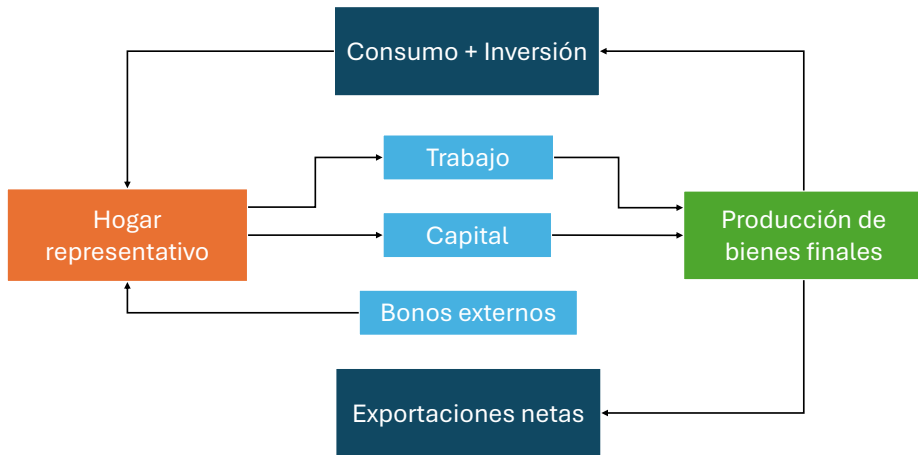 Consumo + Inversión
Trabajo
Hogar
representativo
Capital
Producción de
bienes finales
Bonos externos
Exportaciones netas